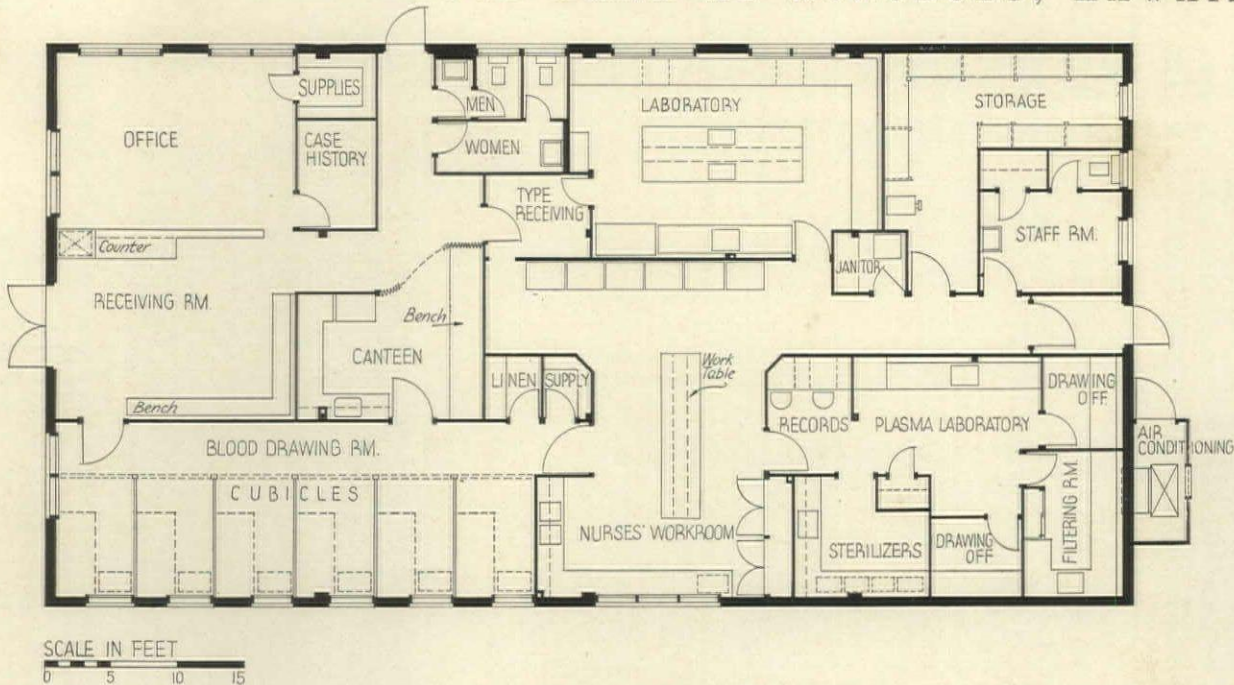 SUPPLIES
MEN
LABORATORY
STORAGE
OFFICE
CASE
HISTORY
WOMEN
TYPE
RECEIVING
STAFF RM.
Counter
JANITOR
RECEIVING RM.
Bench
CANTEEN
Work
Table
LINEN
SUPPLY
DRAWING
OFF.
Bench
RECORDS
PLASMA LABORATORY
AIR
CONDITIONING
BLOOD DRAWING RM.
CUBICLES
FILTERING RM.
NURSES' WORKROOM
STERILIZERS
DRAWING
OFF
SCALE IN FEET
0 5 10 15